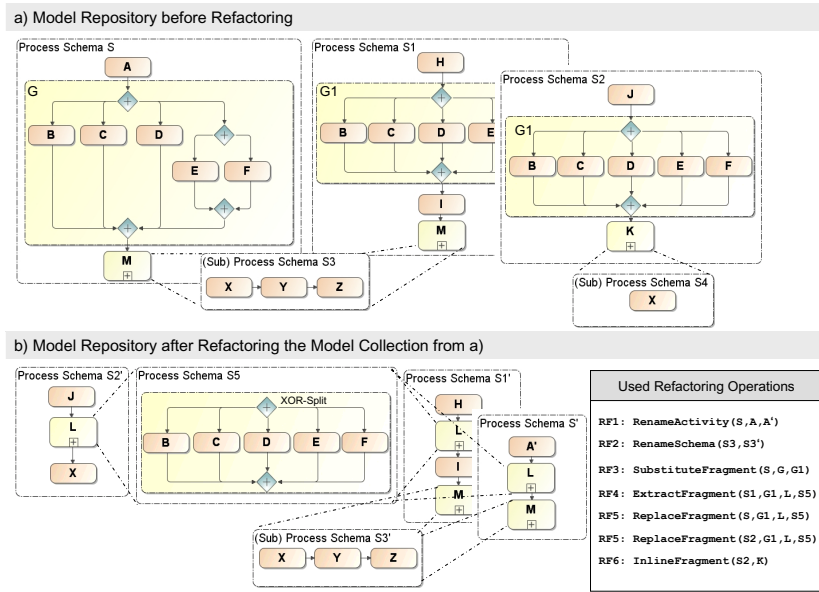 a) Model Repository before Refactoring
Process Schema S
A
G
B C D
E F
M
Process Schema S1
H
G1
B C D E
I
M
Process Schema S2
J
G1
B C D E F
K
(Sub) Process Schema S3
X Y Z
(Sub) Process Schema S4
X
b) Model Repository after Refactoring the Model Collection from a)
Process Schema S2'
J
L
X
Process Schema S5
XOR-Split
B C D E F
Process Schema S1'
H
L
I
M
Process Schema S'
A'
L
M
(Sub) Process Schema S3'
X Y Z
Used Refactoring Operations
RF1: RenameActivity(S,A,A‘)
RF2: RenameSchema(S3,S3‘)
RF3: SubstituteFragment(S,G,G1)
RF4: ExtractFragment(S1,G1,L,S5)
RF5: ReplaceFragment(S,G1,L,S5)
RF5: ReplaceFragment(S2,G1,L,S5)
RF6: InlineFragment(S2,K)